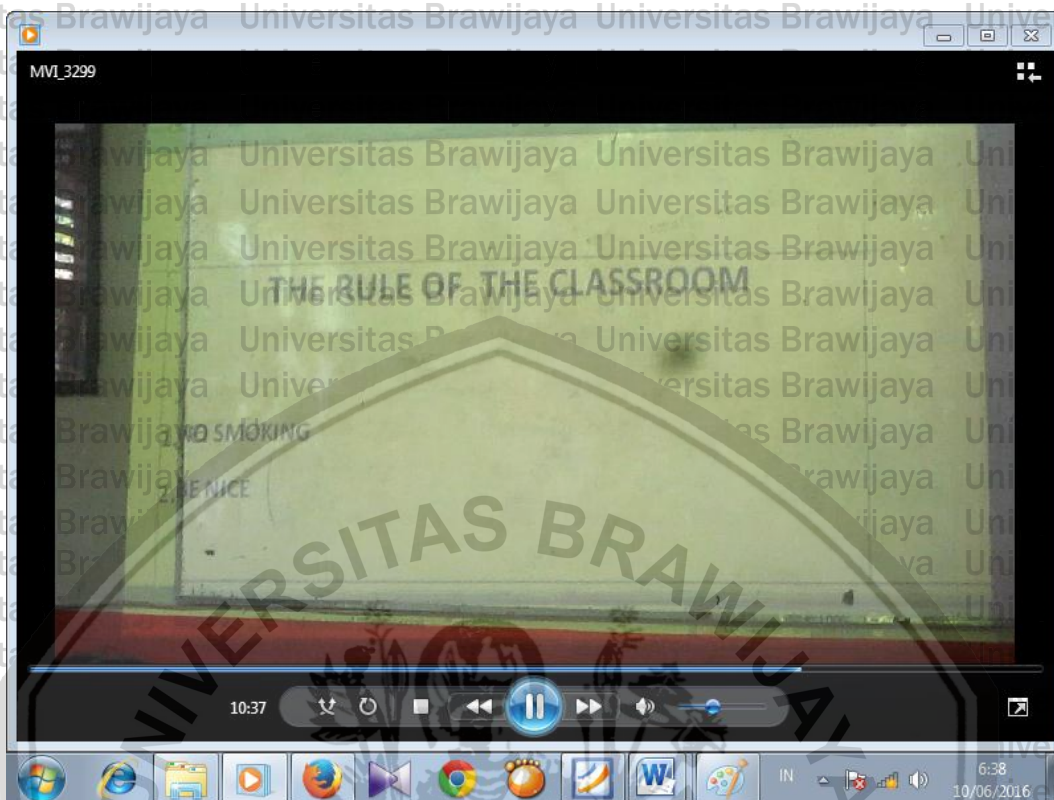 MVI_3299
THE RULE OF THE CLASSROOM
1. NO SMOKING
2. BE NICE
10:37
IN
6:38
10/06/2016
Universitas Brawijaya
UNIVERSITAS BRAWIJAYA